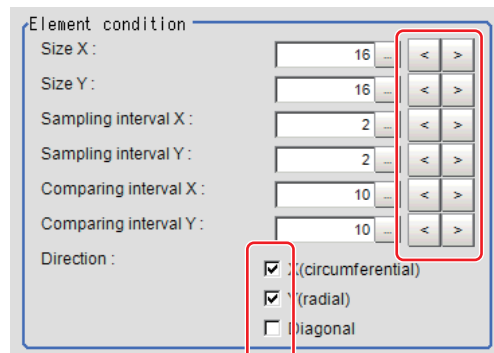 Element condition
Size X : 16 ... < >
Size Y : 16 ... < >
Sampling interval X : 2 ... < >
Sampling interval Y : 2 ... < >
Comparing interval X : 10 ... < >
Comparing interval Y : 10 ... < >
Direction : X(circumferential)
Y(radial)
Diagonal